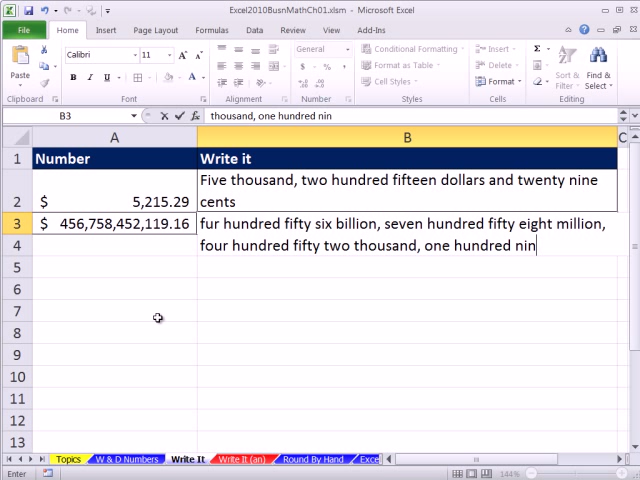 Excel2010BusnMathCh01.xlsm - Microsoft Excel
File Home Insert Page Layout Formulas Data Review View Add-Ins
Paste
Calibri 11
B I U
General
Conditional Formatting
Format as Table
Cell Styles
Insert
Delete
Format
Sort & Filter
Find & Select
Clipboard Font Alignment Number Styles Cells Editing
B3 fx thousand, one hundred nin
A B C
1 Number Write it
2 $ 5,215.29 Five thousand, two hundred fifteen dollars and twenty nine
cents
3 $ 456,758,452,119.16 fur hundred fifty six billion, seven hundred fifty eight million,
4 four hundred fifty two thousand, one hundred nin
5
6
7
8
9
10
11
12
13
Topics W & D Numbers Write It Write It (an) Round By Hand Exce
Enter 144%